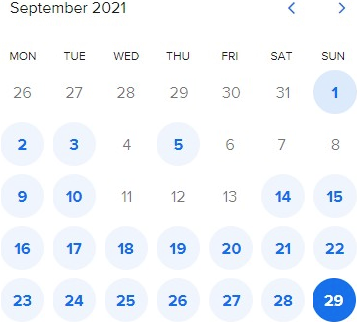 September 2021
MON TUE WED THU FRI SAT SUN
26 27 28 29 30 31 1
2 3 4 5 6 7 8
9 10 11 12 13 14 15
16 17 18 19 20 21 22
23 24 25 26 27 28 29